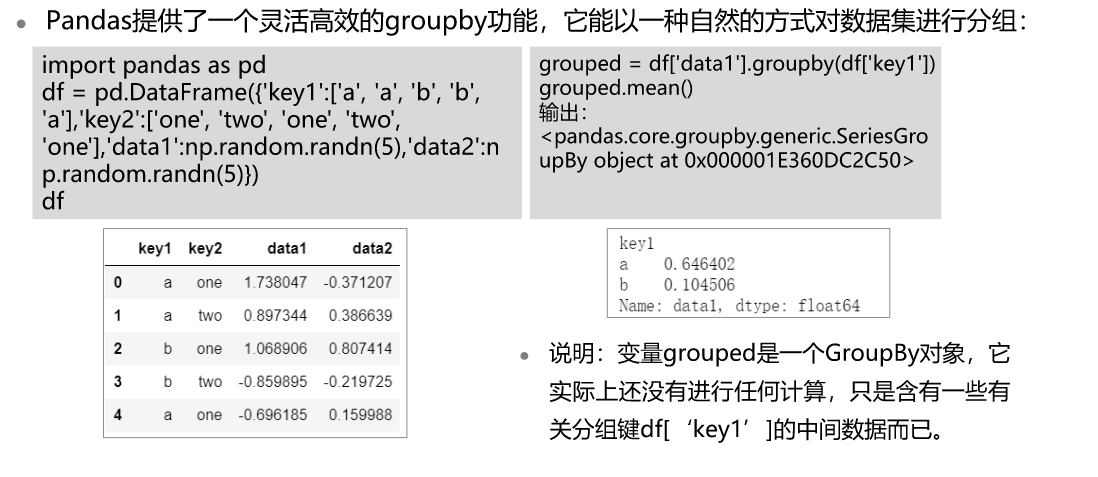 Pandas提供了一个灵活高效的groupby功能，它能以一种自然的方式对数据集进行分组：
import pandas as pd
df = pd.DataFrame({'key1':['a', 'a', 'b', 'b',
'a'],'key2':['one', 'two', 'one', 'two',
'one'],'data1':np.random.randn(5),'data2':n
p.random.randn(5)})
df
grouped = df['data1'].groupby(df['key1'])
grouped.mean()
输出：
<pandas.core.groupby.generic.SeriesGro
upBy object at 0x000001E360DC2C50>
key1 key2 data1 data2
0 a one 1.738047 -0.371207
1 a two 0.897344 0.386639
2 b one 1.068906 0.807414
3 b two -0.859895 -0.219725
4 a one -0.696185 0.159988
key1
a 0.646402
b 0.104506
Name: data1, dtype: float64
说明：变量grouped是一个GroupBy对象，它
实际上还没有进行任何计算，只是含有一些有
关分组键df[‘key1’]的中间数据而已。